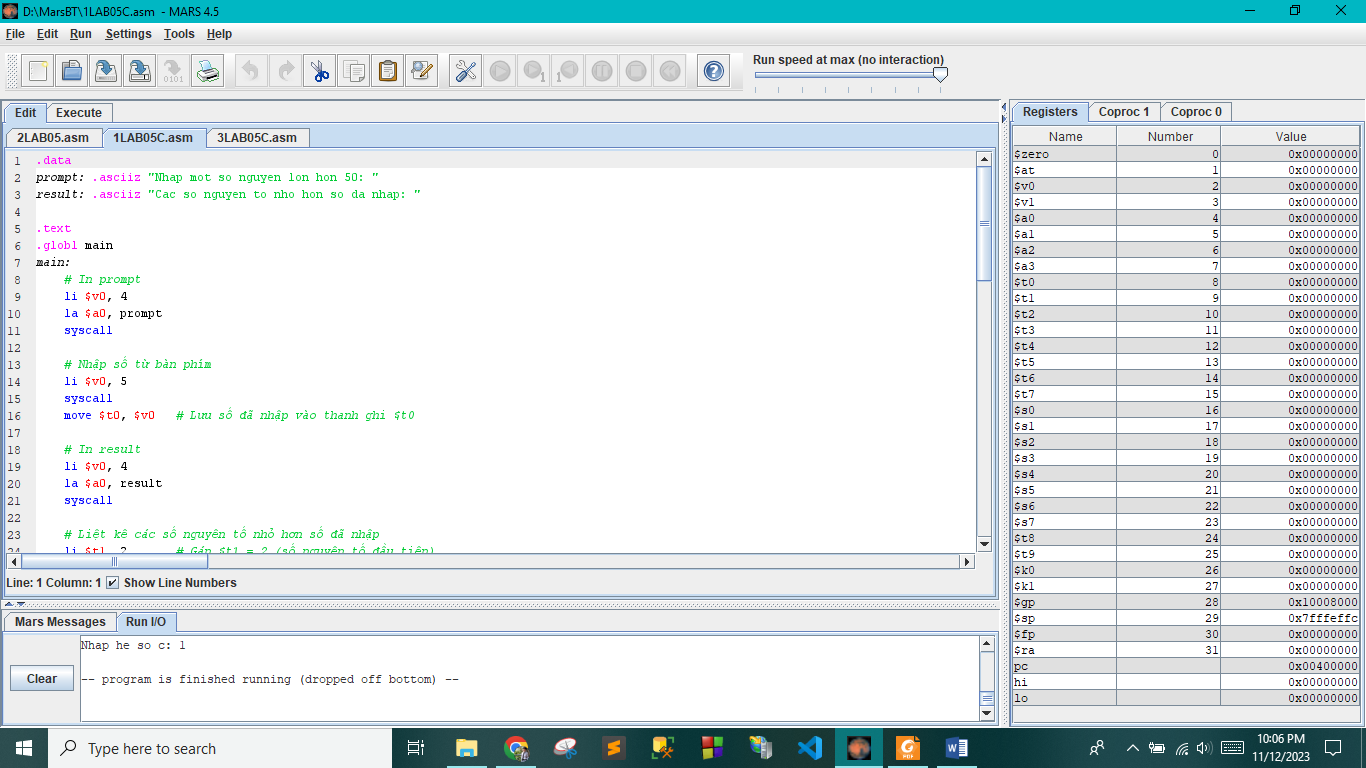 D:\MarsBT\1LAB05C.asm - MARS 4.5
File Edit Run Settings Tools Help
Run speed at max (no interaction)
Edit Execute
2LAB05.asm 1LAB05C.asm 3LAB05C.asm
1 .data
2 prompt: .asciiz "Nhap mot so nguyen lon hon 50: "
3 result: .asciiz "Cac so nguyen to nho hon so da nhap: "
4
5 .text
6 .globl main
7 main:
8 # In prompt
9 li $v0, 4
10 la $a0, prompt
11 syscall
12
13 # Nhập số từ bàn phím
14 li $v0, 5
15 syscall
16 move $t0, $v0 # Lưu số đã nhập vào thanh ghi $t0
17
18 # In result
19 li $v0, 4
20 la $a0, result
21 syscall
22
23 # Liệt kê các số nguyên tố nhỏ hơn số đã nhập
24 li $t1, 2 # Gán $t1 = 2 (số nguyên tố đầu tiên)
Line: 1 Column: 1 Show Line Numbers
Mars Messages Run I/O
Clear
Nhap he so c: 1
-- program is finished running (dropped off bottom) --
Registers Coproc 1 Coproc 0
Name Number Value
$zero 0 0x00000000
$at 1 0x00000000
$v0 2 0x00000000
$v1 3 0x00000000
$a0 4 0x00000000
$a1 5 0x00000000
$a2 6 0x00000000
$a3 7 0x00000000
$t0 8 0x00000000
$t1 9 0x00000000
$t2 10 0x00000000
$t3 11 0x00000000
$t4 12 0x00000000
$t5 13 0x00000000
$t6 14 0x00000000
$t7 15 0x00000000
$s0 16 0x00000000
$s1 17 0x00000000
$s2 18 0x00000000
$s3 19 0x00000000
$s4 20 0x00000000
$s5 21 0x00000000
$s6 22 0x00000000
$s7 23 0x00000000
$t8 24 0x00000000
$t9 25 0x00000000
$k0 26 0x00000000
$k1 27 0x00000000
$gp 28 0x10008000
$sp 29 0x7fffeffc
$fp 30 0x00000000
$ra 31 0x00000000
pc 0x00400000
hi 0x00000000
lo 0x00000000
Type here to search
10:06 PM
11/12/2023